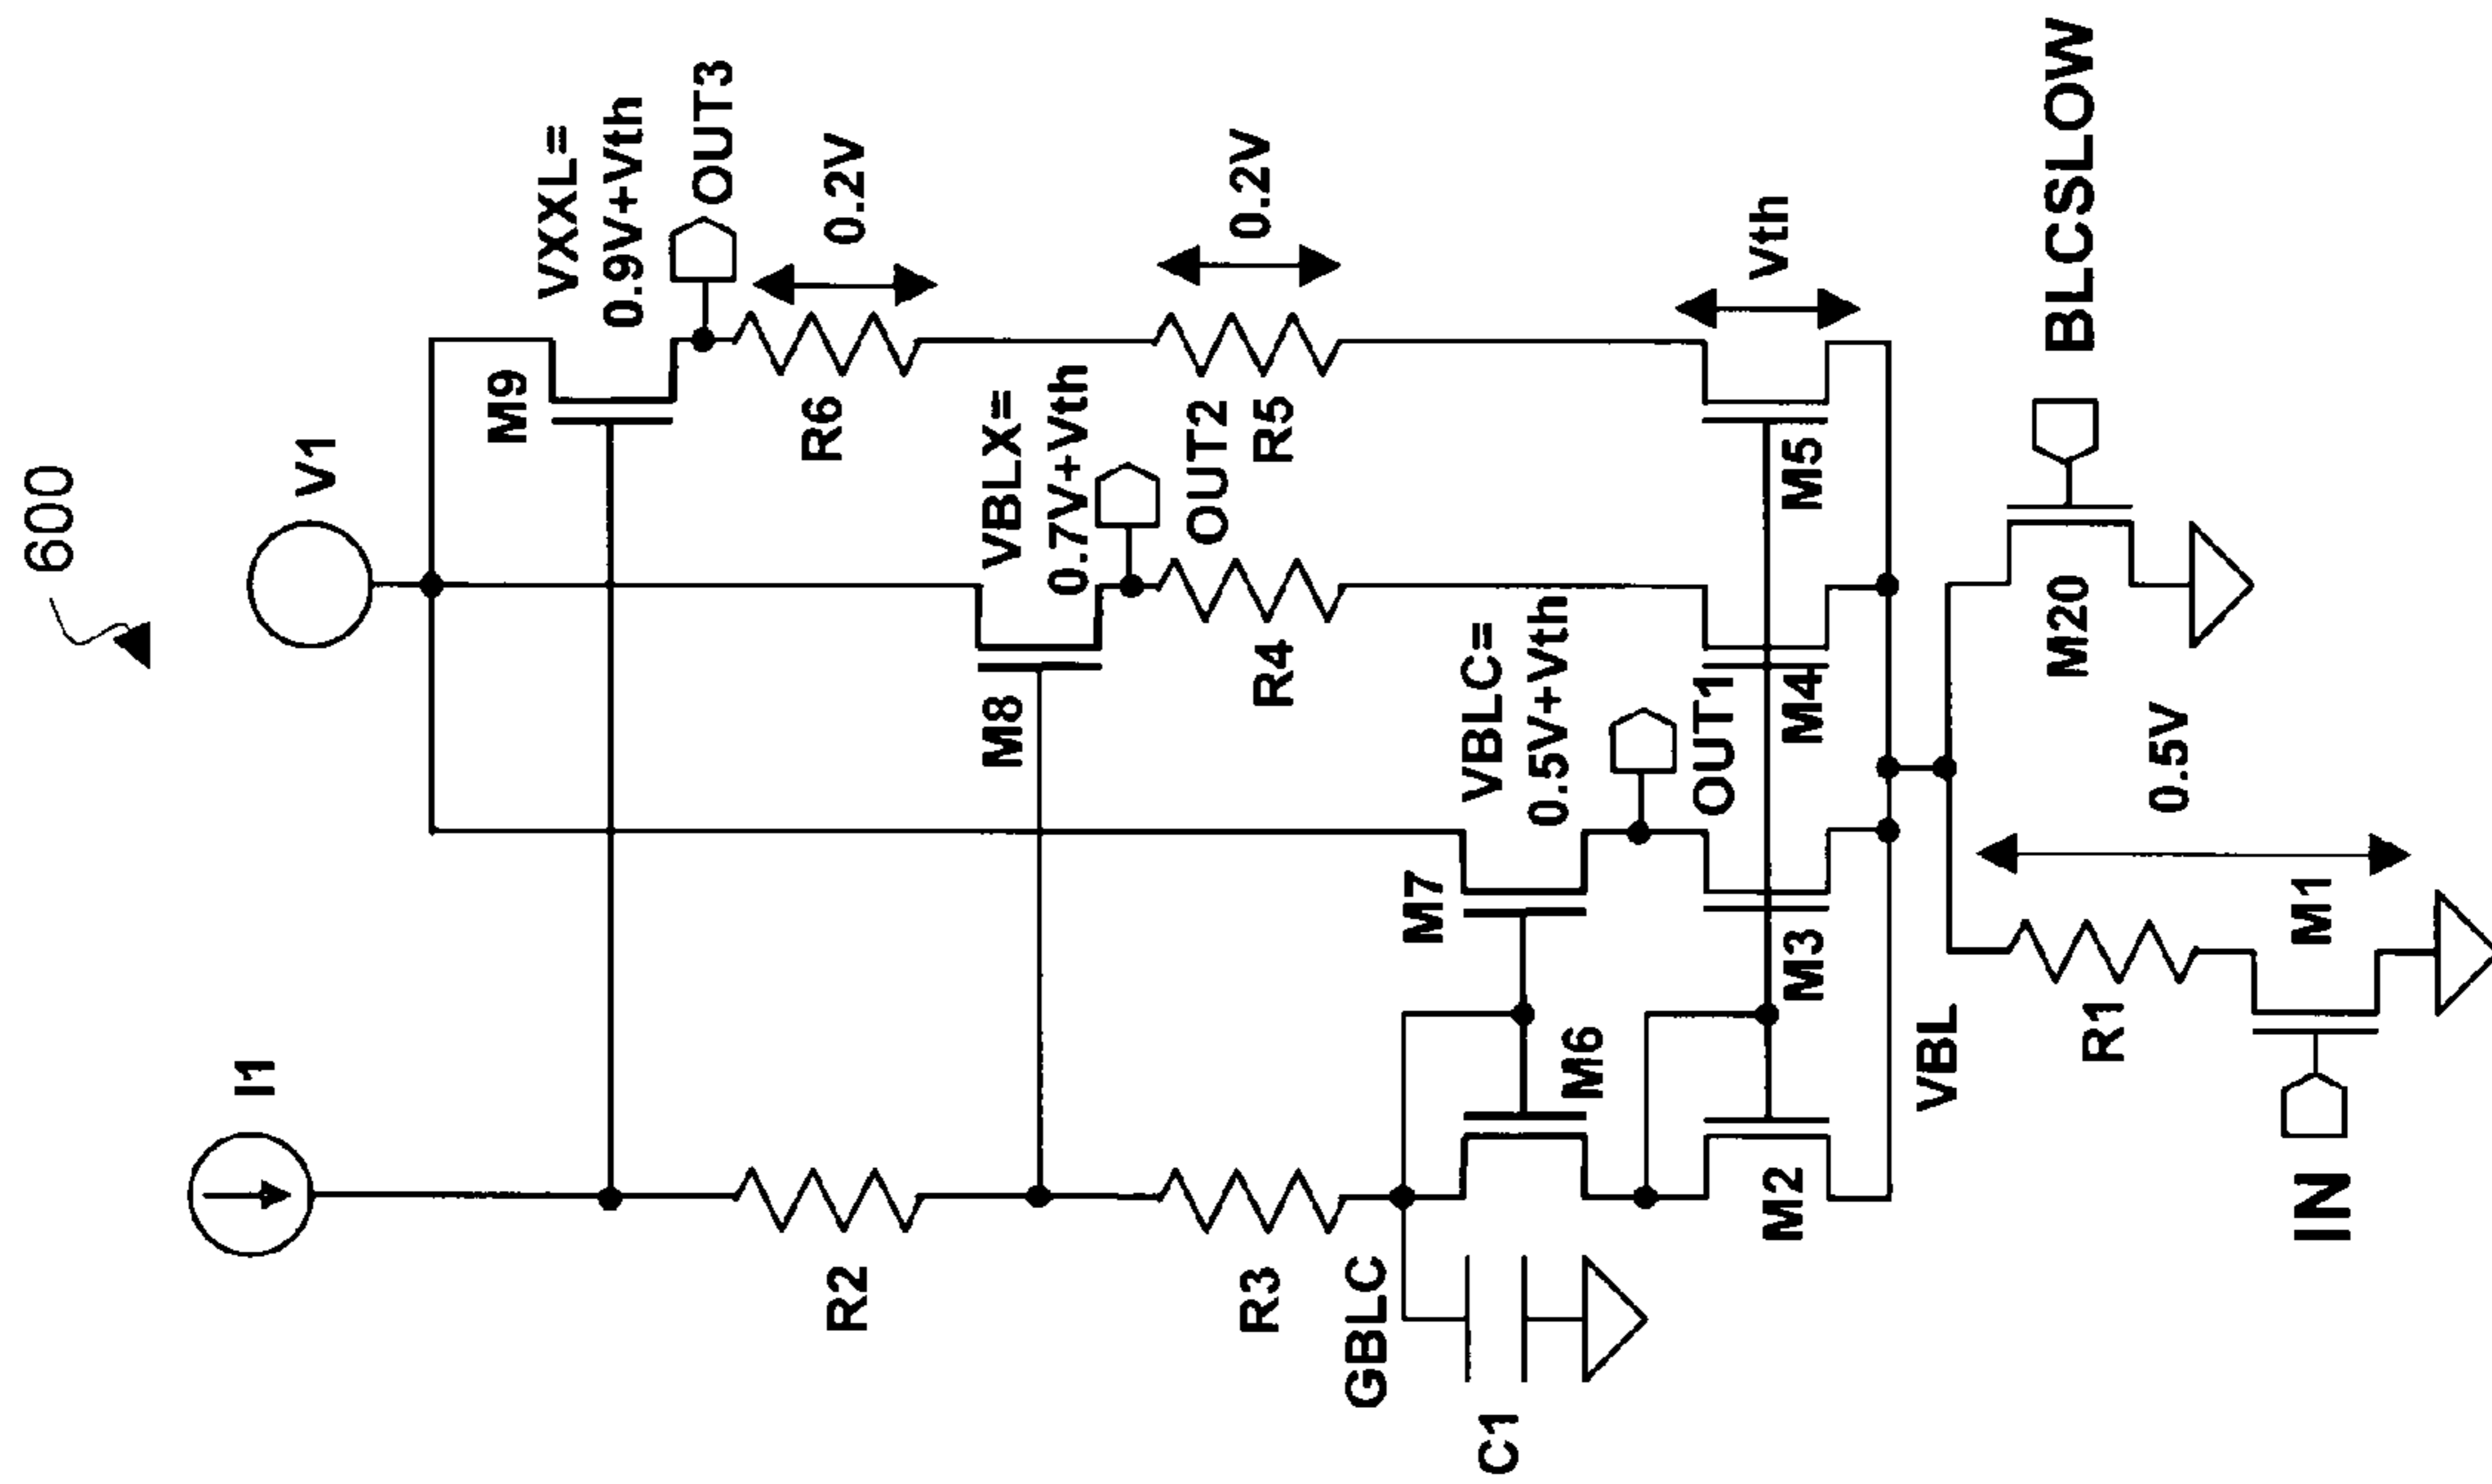 600
V1
I1
M9
VXXL=
0.9V+Vth
OUT3
R2
R6
0.2V
M8
VBLX=
0.7V+Vth
OUT2
R3
R4
R5
0.2V
GBLC
C1
M7
M6
VBLC=
0.5V+Vth
OUT1
M2
M3
M4
M5
Vth
VBL
R1
M1
0.5V
M20
BLCSLOW
IN